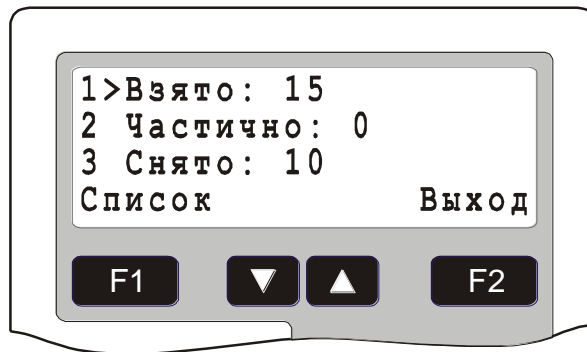 1>Взято: 15
2 Частично: 0
3 Снято: 10
Список Выход
F1 F2